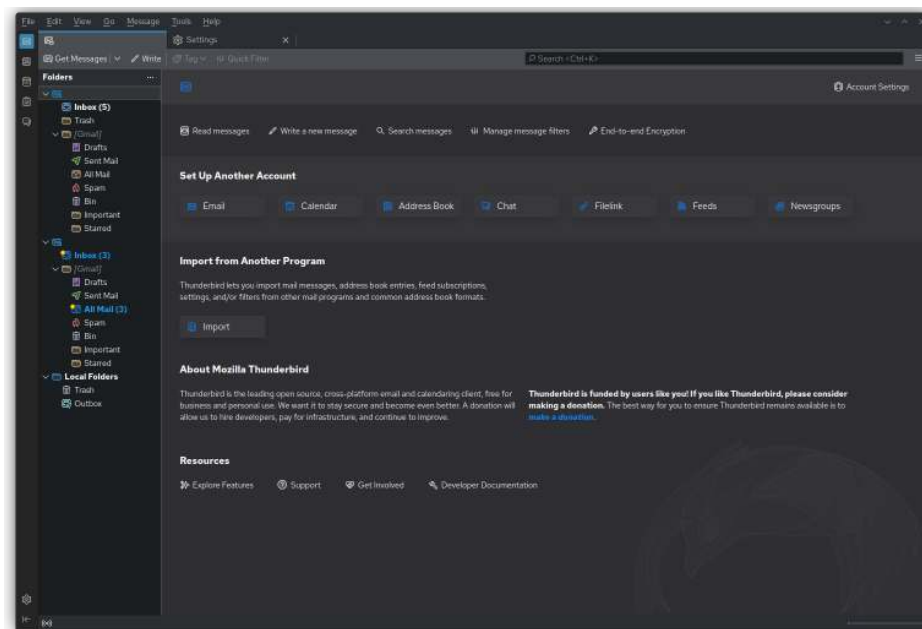 File Edit View Go Message Tools Help
Settings
Get Messages Write Tag Quick Filter Search <Ctrl+K>
Folders
Inbox (5)
Trash
[Gmail]
Drafts
Sent Mail
All Mail
Spam
Bin
Important
Starred
Inbox (3)
[Gmail]
Drafts
Sent Mail
All Mail (3)
Spam
Bin
Important
Starred
Local Folders
Trash
Outbox
Account Settings
Read messages Write a new message Search messages Manage message filters End-to-end Encryption
Set Up Another Account
Email Calendar Address Book Chat Filelink Feeds Newsgroups
Import from Another Program
Thunderbird lets you import mail messages, address book entries, feed subscriptions,
settings, and/or filters from other mail programs and common address book formats.
Import
About Mozilla Thunderbird
Thunderbird is the leading open source, cross-platform email and calendaring client, free for
business and personal use. We want it to stay secure and become even better. A donation will
allow us to hire developers, pay for infrastructure, and continue to improve.
Thunderbird is funded by users like you! If you like Thunderbird, please consider
making a donation. The best way for you to ensure Thunderbird remains available is to
make a donation.
Resources
Explore Features Support Get Involved Developer Documentation